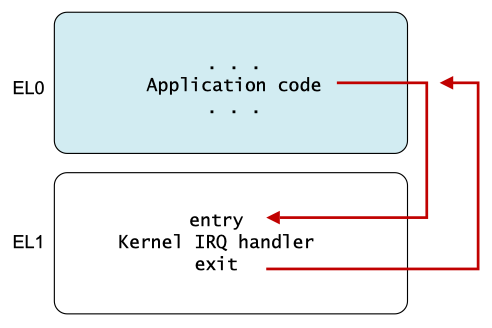 . . .
EL0
Application code
. . .
entry
EL1
Kernel IRQ handler
exit